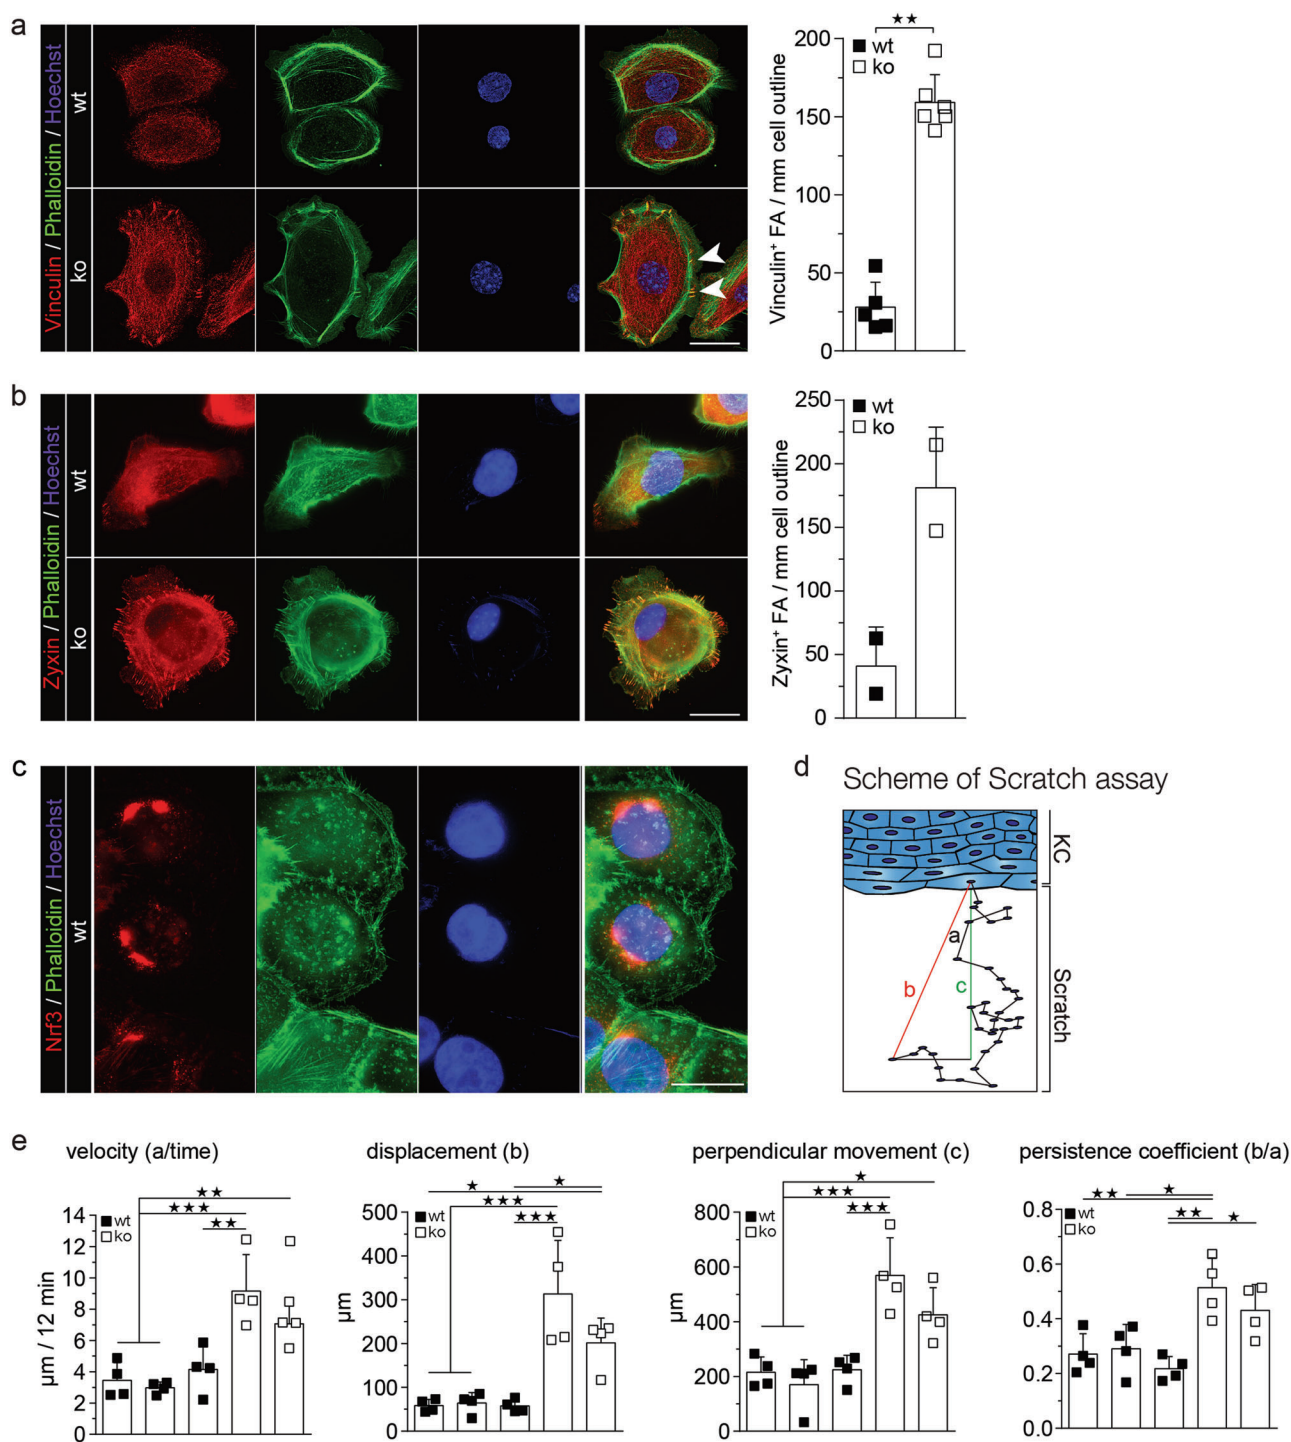 a
Vinculin / Phalloidin / Hoechst
wt
ko
★★
wt
ko
Vinculin⁺ FA / mm cell outline
200
150
100
50
0
b
Zyxin / Phalloidin / Hoechst
wt
ko
wt
ko
Zyxin⁺ FA / mm cell outline
250
200
150
200
50
0
c
Nrf3 / Phalloidin / Hoechst
wt
d
Scheme of Scratch assay
KC
Scratch
a
b
c
e
velocity (a/time)
★★
★★★
★★
wt
ko
µm / 12 min
14
12
10
8
6
4
2
0
displacement (b)
★ ★
★★★
★★★
wt
ko
µm
500
400
300
200
100
0
perpendicular movement (c)
★
★★★
★★★
wt
ko
µm
800
600
400
200
0
persistence coefficient (b/a)
★★ ★
★★ ★
wt
ko
0.8
0.6
0.4
0.2
0.0